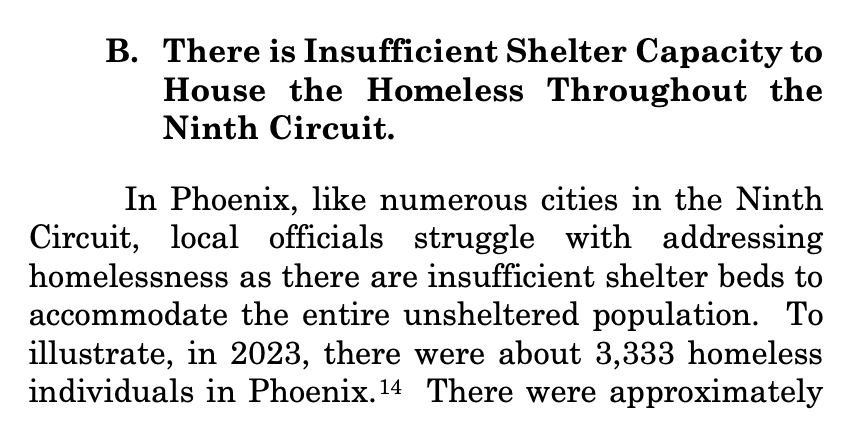 B. There is Insufficient Shelter Capacity to
House the Homeless Throughout the
Ninth Circuit.
In Phoenix, like numerous cities in the Ninth
Circuit, local officials struggle with addressing
homelessness as there are insufficient shelter beds to
accommodate the entire unsheltered population. To
illustrate, in 2023, there were about 3,333 homeless
individuals in Phoenix.14 There were approximately